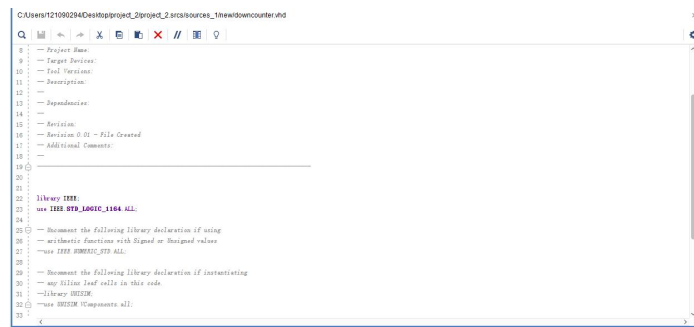 C:/Users/121090294/Desktop/project_2/project_2.srcs/sources_1/new/downcounter.vhd
8 -- Project Name:
9 -- Target Devices:
10 -- Tool Versions:
11 -- Description:
12 --
13 -- Dependencies:
14 --
15 -- Revision:
16 -- Revision 0.01 - File Created
17 -- Additional Comments:
18 --
19 ----------------------------------------------------------------------------------
20
21
22 library IEEE;
23 use IEEE.STD_LOGIC_1164.ALL;
24
25 -- Uncomment the following library declaration if using
26 -- arithmetic functions with Signed or Unsigned values
27 --use IEEE.NUMERIC_STD.ALL;
28
29 -- Uncomment the following library declaration if instantiating
30 -- any Xilinx leaf cells in this code.
31 --library UNISIM;
32 --use UNISIM.VComponents.all;
33